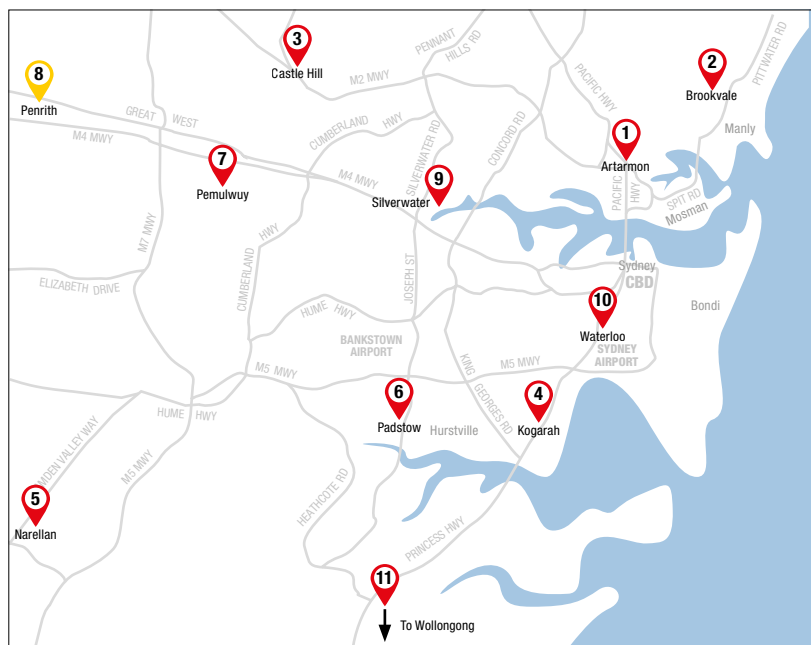 3
Castle Hill
PENNANT
HILLS RD
M2 MWY
PACIFIC HWY
2
Brookvale
PITTWATER RD
8
Penrith
GREAT WEST
M4 MWY
CUMBERLAND HWY
CONCORD RD
SILVERWATER RD
1
Artarmon
Manly
7
Pemulwuy
M4 MWY
9
Silverwater
PACIFIC
HWY
SPIT RD
Mosman
M7 MWY
ELIZABETH DRIVE
CUMBERLAND HWY
JOSEPH ST
Sydney
CBD
Bondi
HUME HWY
BANKSTOWN
AIRPORT
10
Waterloo
SYDNEY
AIRPORT
M5 MWY
M5 MWY
KING GEORGES RD
6
Padstow
Hurstville
4
Kogarah
HUME HWY
MDEN VALLEY WAY
M5 MWY
HEATHCOTE RD
5
Narellan
PRINCESS HWY
11
To Wollongong